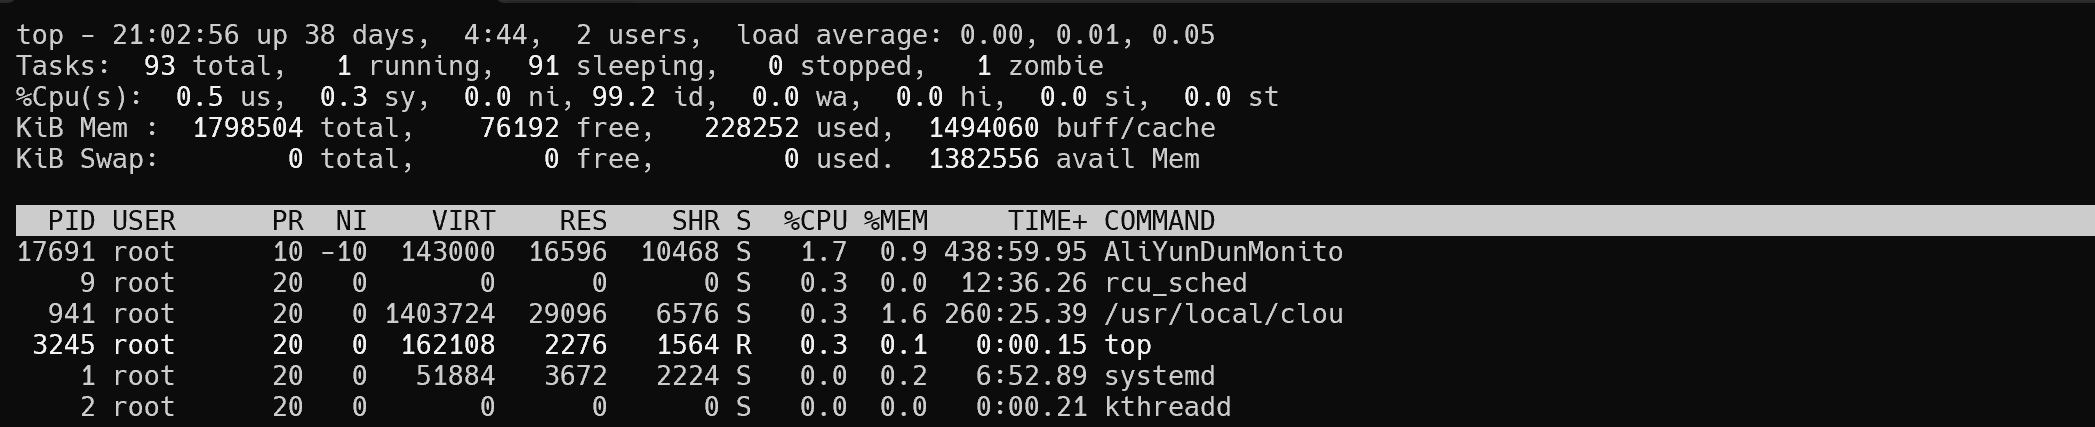 top - 21:02:56 up 38 days,  4:44,  2 users,  load average: 0.00, 0.01, 0.05
Tasks:  93 total,   1 running,  91 sleeping,   0 stopped,   1 zombie
%Cpu(s):  0.5 us,  0.3 sy,  0.0 ni, 99.2 id,  0.0 wa,  0.0 hi,  0.0 si,  0.0 st
KiB Mem :  1798504 total,    76192 free,   228252 used,  1494060 buff/cache
KiB Swap:        0 total,        0 free,        0 used.  1382556 avail Mem
  PID USER      PR  NI    VIRT    RES    SHR S  %CPU %MEM     TIME+ COMMAND
17691 root      10 -10  143000  16596  10468 S   1.7  0.9 438:59.95 AliYunDunMonito
    9 root      20   0       0      0      0 S   0.3  0.0  12:36.26 rcu_sched
  941 root      20   0 1403724  29096   6576 S   0.3  1.6 260:25.39 /usr/local/clou
 3245 root      20   0  162108   2276   1564 R   0.3  0.1   0:00.15 top
    1 root      20   0   51884   3672   2224 S   0.0  0.2   6:52.89 systemd
    2 root      20   0       0      0      0 S   0.0  0.0   0:00.21 kthreadd